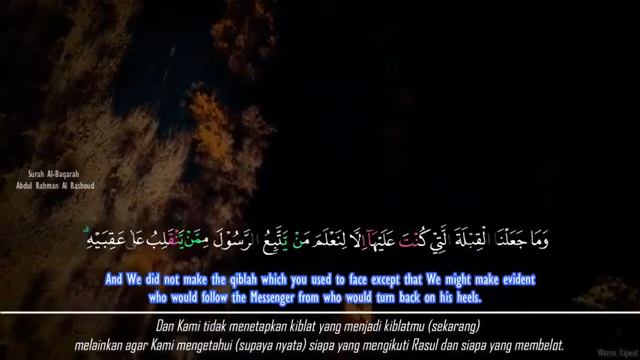 Surah Al-Baqarah
Abdul Rahman Al Rashoud
وَمَا جَعَلْنَا الْقِبْلَةَ الَّتِيْ كُنْتَ عَلَيْهَآ اِلَّا لِنَعْلَمَ مَنْ يَّتَّبِعُ الرَّسُوْلَ مِمَّنْ يَّنْقَلِبُ عَلٰى عَقِبَيْهِۗ
And We did not make the qiblah which you used to face except that We might make evident
who would follow the Messenger from who would turn back on his heels.
Dan Kami tidak menetapkan kiblat yang menjadi kiblatmu (sekarang)
melainkan agar Kami mengetahui (supaya nyata) siapa yang mengikuti Rasul dan siapa yang membelot.